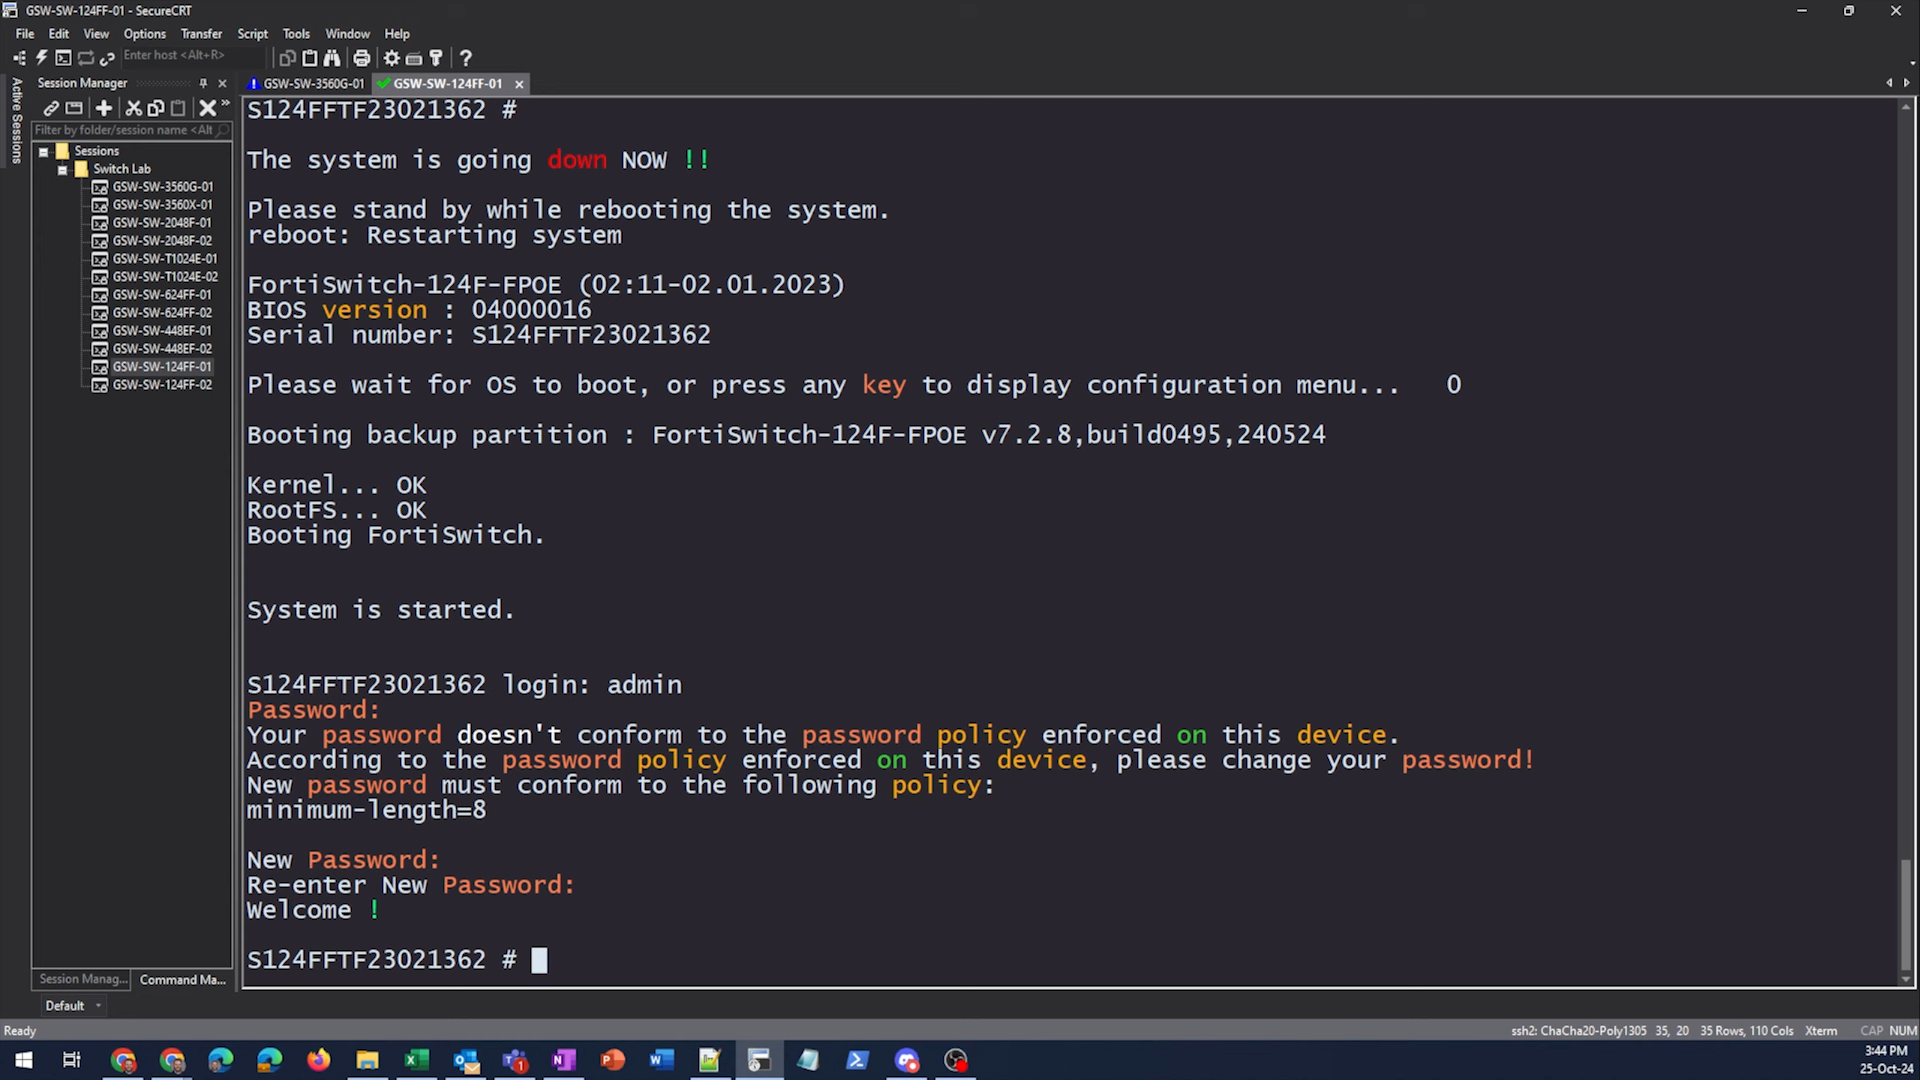 GSW-SW-124FF-01 - SecureCRT
File Edit View Options Transfer Script Tools Window Help
Enter host <Alt+R>
Session Manager
GSW-SW-3560G-01
GSW-SW-124FF-01
Active Sessions
Filter by folder/session name <Alt
Sessions
Switch Lab
GSW-SW-3560G-01
GSW-SW-3560X-01
GSW-SW-2048F-01
GSW-SW-2048F-02
GSW-SW-T1024E-01
GSW-SW-T1024E-02
GSW-SW-624FF-01
GSW-SW-624FF-02
GSW-SW-448EF-01
GSW-SW-448EF-02
GSW-SW-124FF-01
GSW-SW-124FF-02
S124FFTF23021362 #
The system is going down NOW !!
Please stand by while rebooting the system.
reboot: Restarting system
FortiSwitch-124F-FPOE (02:11-02.01.2023)
BIOS version : 04000016
Serial number: S124FFTF23021362
Please wait for OS to boot, or press any key to display configuration menu... 0
Booting backup partition : FortiSwitch-124F-FPOE v7.2.8,build0495,240524
Kernel... OK
RootFS... OK
Booting FortiSwitch.
System is started.
S124FFTF23021362 login: admin
Password:
Your password doesn't conform to the password policy enforced on this device.
According to the password policy enforced on this device, please change your password!
New password must conform to the following policy:
minimum-length=8
New Password:
Re-enter New Password:
Welcome !
S124FFTF23021362 #
Session Manag... Command Ma...
Default
Ready
ssh2: ChaCha20-Poly1305 35, 20 35 Rows, 110 Cols Xterm CAP NUM
3:44 PM
25-Oct-24